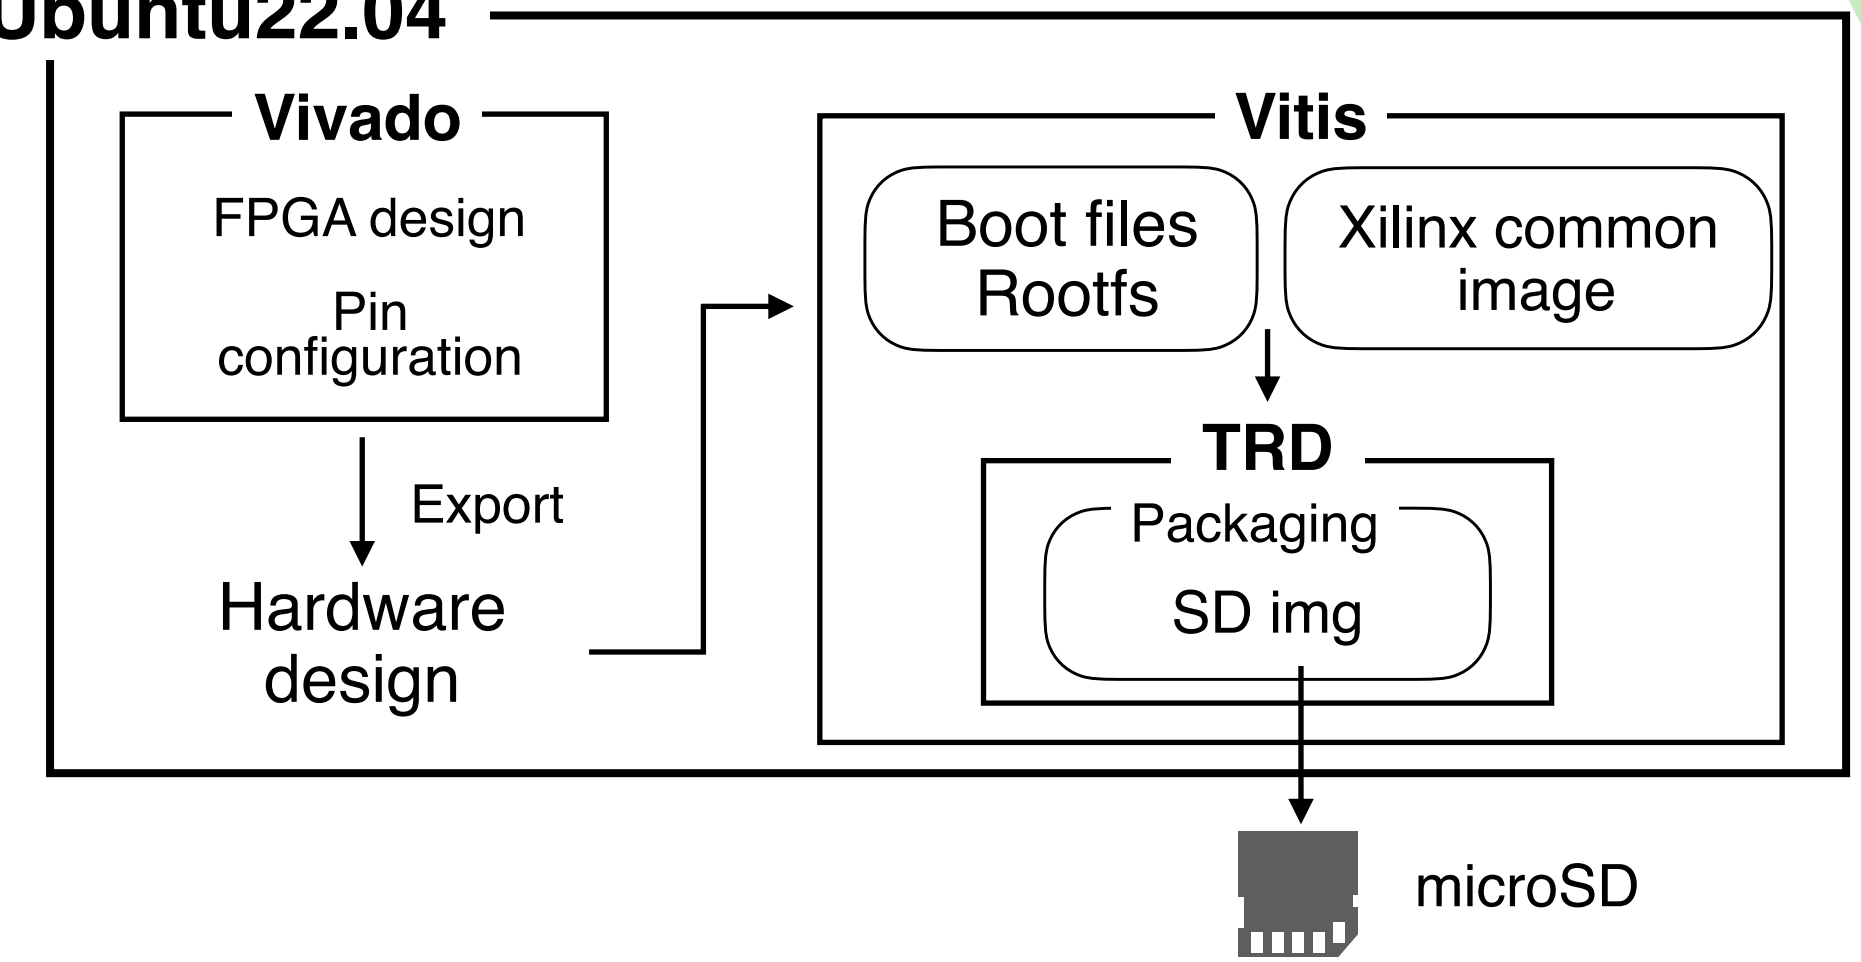 Ubuntu22.04
Vivado
FPGA design
Pin
configuration
Export
Hardware
design
Vitis
Boot files
Rootfs
Xilinx common
image
TRD
Packaging
SD img
microSD